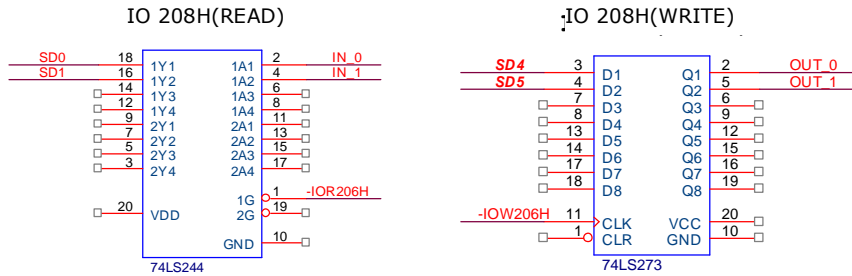 IO 208H(READ)
SD0 18 1Y1 1A1 2 IN_0
SD1 16 1Y2 1A2 4 IN_1
14 1Y3 1A3 6
12 1Y4 1A4 8
9 2Y1 2A1 11
7 2Y2 2A2 13
5 2Y3 2A3 15
3 2Y4 2A4 17
1G 1 -IOR206H
20 VDD 2G 19
GND 10
74LS244
IO 208H(WRITE)
SD4 3 D1 Q1 2 OUT_0
SD5 4 D2 Q2 5 OUT_1
7 D3 Q3 6
8 D4 Q4 9
13 D5 Q5 12
14 D6 Q6 15
17 D7 Q7 16
18 D8 Q8 19
-IOW206H 11 CLK VCC 20
1 CLR GND 10
74LS273